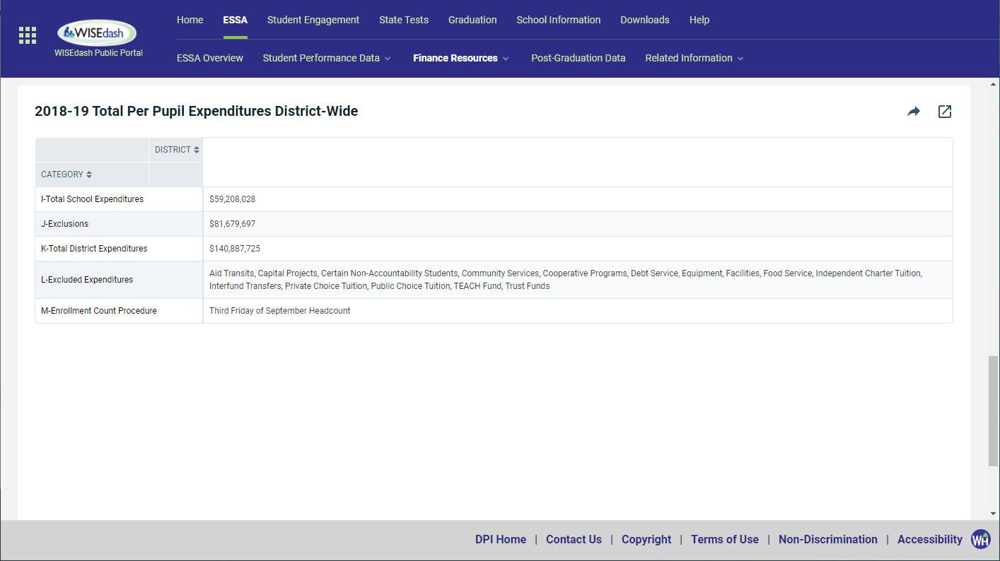 Home ESSA Student Engagement State Tests Graduation School Information Downloads Help
WISEdash
WISEdash Public Portal
ESSA Overview Student Performance Data Finance Resources Post-Graduation Data Related Information
2018-19 Total Per Pupil Expenditures District-Wide
DISTRICT
CATEGORY
I-Total School Expenditures $59,208,028
J-Exclusions $81,679,697
K-Total District Expenditures $140,887,725
L-Excluded Expenditures Aid Transits, Capital Projects, Certain Non-Accountability Students, Community Services, Cooperative Programs, Debt Service, Equipment, Facilities, Food Service, Independent Charter Tuition,
Interfund Transfers, Private Choice Tuition, Public Choice Tuition, TEACH Fund, Trust Funds
M-Enrollment Count Procedure Third Friday of September Headcount
DPI Home | Contact Us | Copyright | Terms of Use | Non-Discrimination | Accessibility WH